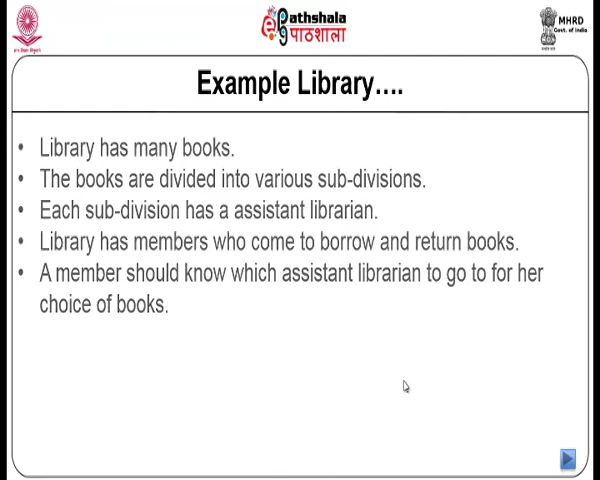 Pathshala
पाठशाला
MHRD
Govt. of India
Example Library....
• Library has many books.
• The books are divided into various sub-divisions.
• Each sub-division has a assistant librarian.
• Library has members who come to borrow and return books.
• A member should know which assistant librarian to go to for her
choice of books.